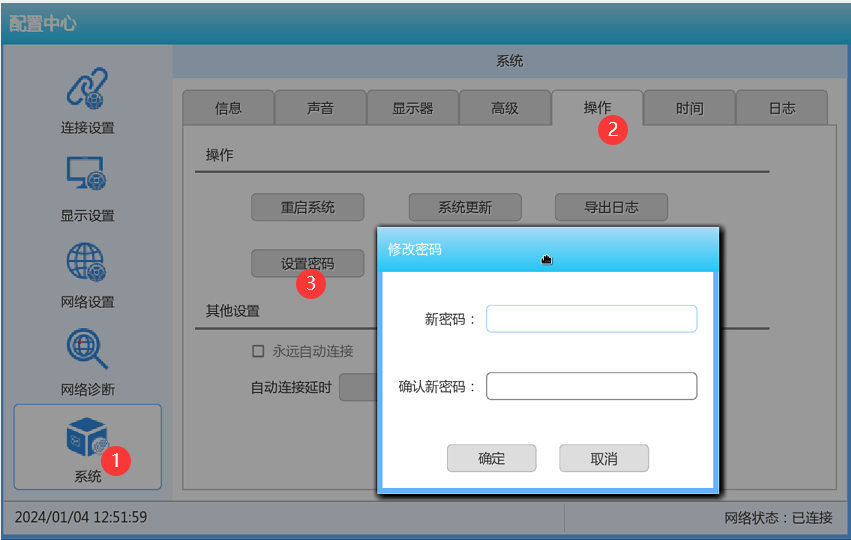 配置中心
系统
连接设置
显示设置
网络设置
网络诊断
系统
1
信息 声音 显示器 高级 操作 时间 日志
2
操作
重启系统 系统更新 导出日志
设置密码
3
其他设置
永远自动连接
自动连接延时
修改密码
新密码：
确认新密码：
确定 取消
2024/01/04 12:51:59 网络状态：已连接